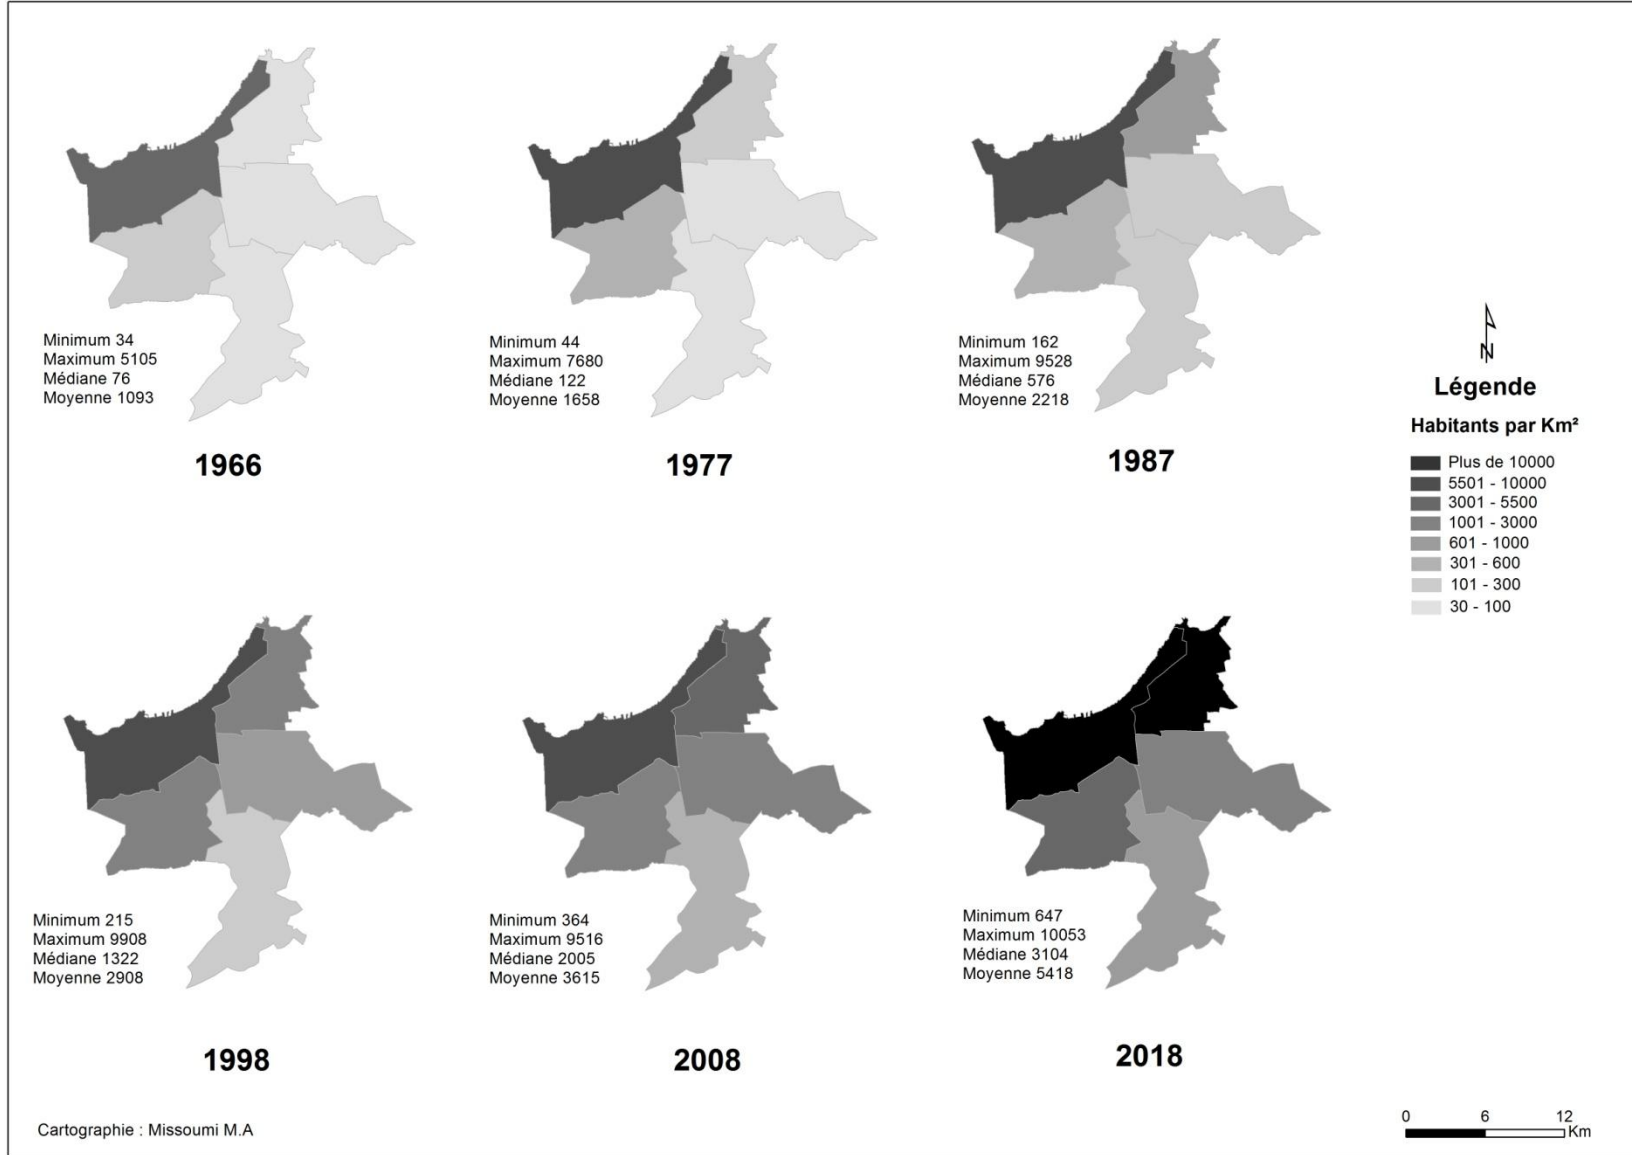 Minimum 34
Maximum 5105
Médiane 76
Moyenne 1093
1966
Minimum 44
Maximum 7680
Médiane 122
Moyenne 1658
1977
Minimum 162
Maximum 9528
Médiane 576
Moyenne 2218
1987
N
Légende
Habitants par Km²
Plus de 10000
5501 - 10000
3001 - 5500
1001 - 3000
601 - 1000
301 - 600
101 - 300
30 - 100
Minimum 215
Maximum 9908
Médiane 1322
Moyenne 2908
1998
Minimum 364
Maximum 9516
Médiane 2005
Moyenne 3615
2008
Minimum 647
Maximum 10053
Médiane 3104
Moyenne 5418
2018
Cartographie : Missoumi M.A
0 6 12
Km